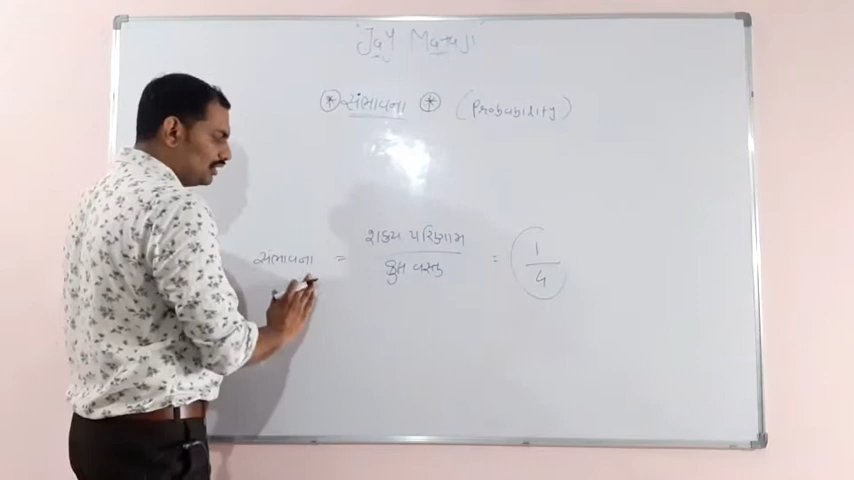 Jay Mataji
સંભાવના (Probability)
સંભાવના = શક્ય પરિણામ / કુલ વસ્તુ = 1/4